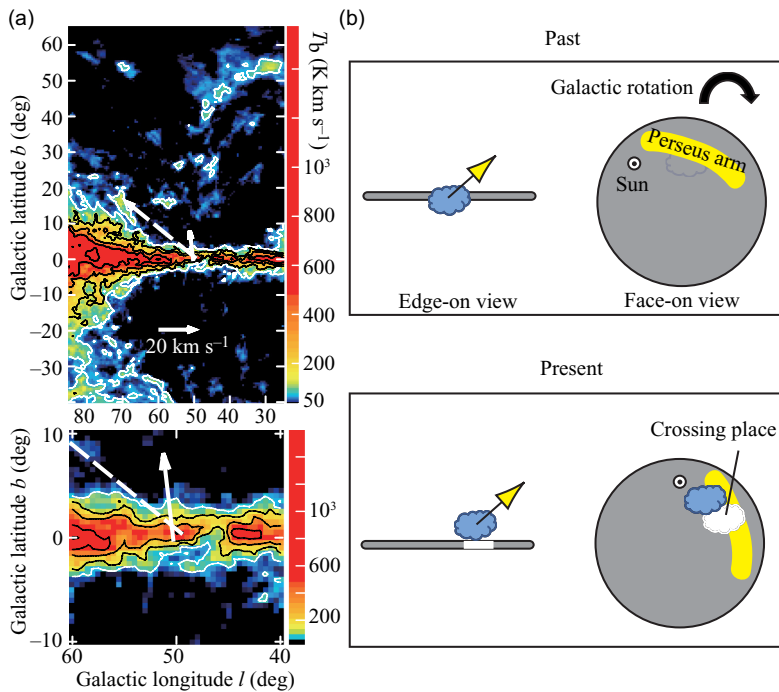 (a)
Galactic latitude b (deg)
60
50
40
30
20
10
0
−10
−20
−30
20 km s⁻¹
80 70 60 50 40 30
T_b (K km s⁻¹)
10³
800
600
400
200
50
Galactic latitude b (deg)
10
0
−10
60 50 40
Galactic longitude l (deg)
10³
600
200
(b)
Past
Galactic rotation
Perseus arm
Sun
Edge-on view
Face-on view
Present
Crossing place